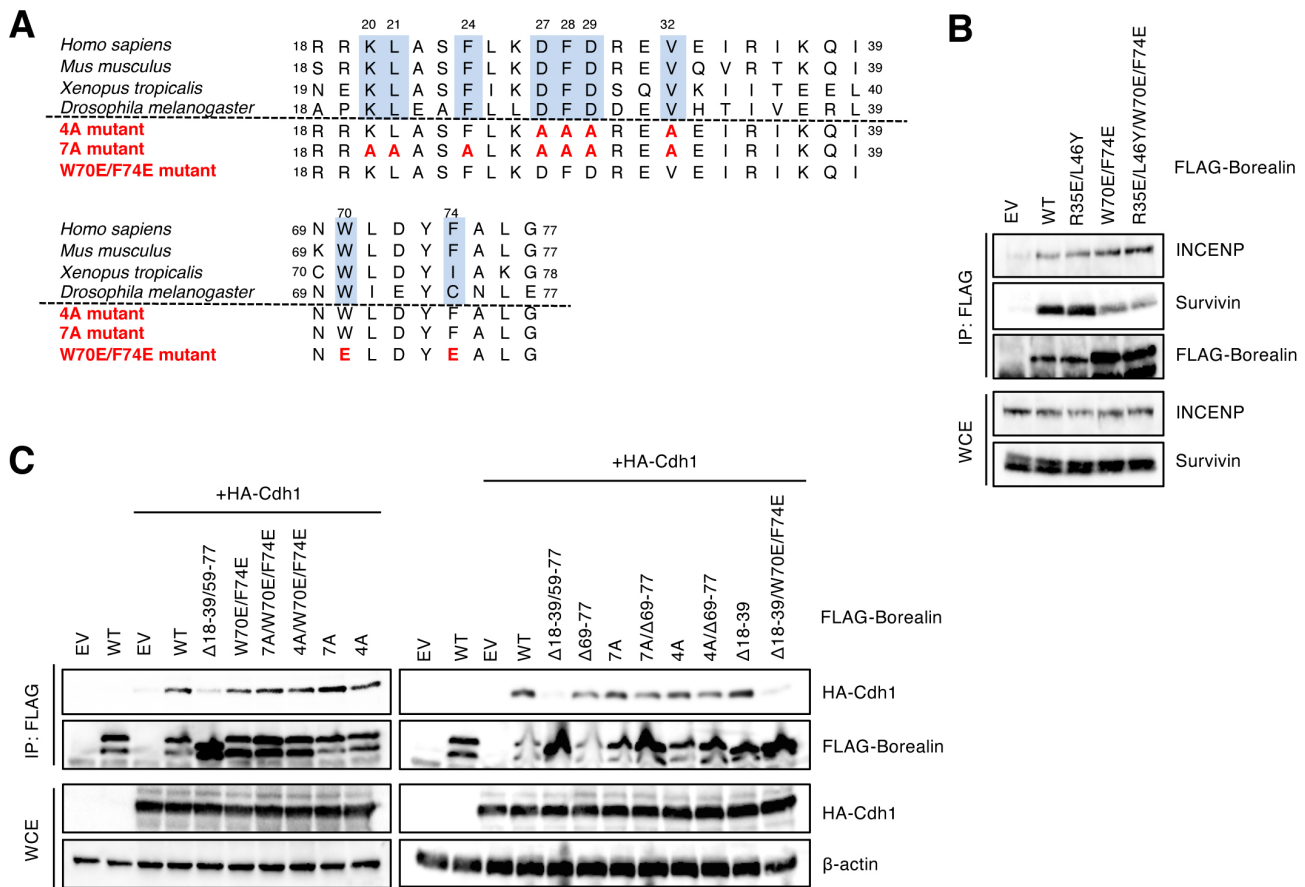 A
20 21 24 27 28 29 32
Homo sapiens 18 R R K L A S F L K D F D R E V E I R I K Q I 39
Mus musculus 18 S R K L A S F L K D F D R E V Q V R T K Q I 39
Xenopus tropicalis 19 N E K L A S F I K D F D S Q V K I I T E E L 40
Drosophila melanogaster 18 A P K L E A F L L D F D D E V H T I V E R L 39
4A mutant 18 R R K L A S F L K A A A R E A E I R I K Q I 39
7A mutant 18 R R A A A S A L K A A A R E A E I R I K Q I 39
W70E/F74E mutant 18 R R K L A S F L K D F D R E V E I R I K Q I
70 74
Homo sapiens 69 N W L D Y F A L G 77
Mus musculus 69 K W L D Y F A L G 77
Xenopus tropicalis 70 C W L D Y I A K G 78
Drosophila melanogaster 69 N W I E Y C N L E 77
4A mutant N W L D Y F A L G
7A mutant N W L D Y F A L G
W70E/F74E mutant N E L D Y E A L G
B
EV
WT
R35E/L46Y
W70E/F74E
R35E/L46Y/W70E/F74E
FLAG-Borealin
IP: FLAG
INCENP
Survivin
FLAG-Borealin
WCE
INCENP
Survivin
C
+HA-Cdh1
EV
WT
EV
WT
Δ18-39/59-77
W70E/F74E
7A/W70E/F74E
4A/W70E/F74E
7A
4A
+HA-Cdh1
EV
WT
EV
WT
Δ18-39/59-77
Δ69-77
7A
7A/Δ69-77
4A
4A/Δ69-77
Δ18-39
Δ18-39/W70E/F74E
FLAG-Borealin
IP: FLAG
HA-Cdh1
FLAG-Borealin
WCE
HA-Cdh1
β-actin